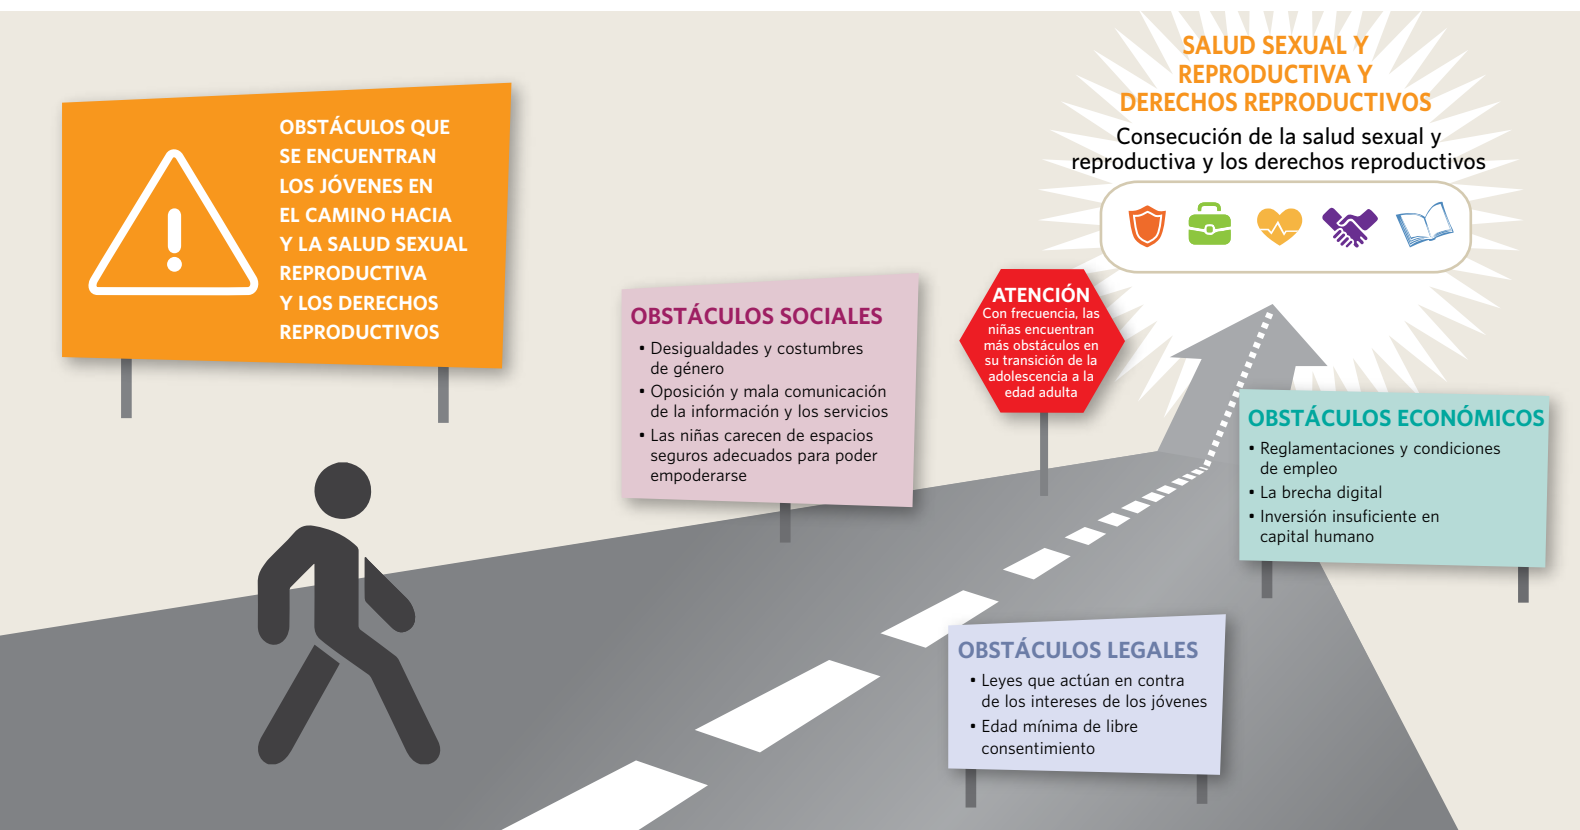 OBSTÁCULOS QUE
SE ENCUENTRAN
LOS JÓVENES EN
EL CAMINO HACIA
Y LA SALUD SEXUAL
REPRODUCTIVA
Y LOS DERECHOS
REPRODUCTIVOS
SALUD SEXUAL Y
REPRODUCTIVA Y
DERECHOS REPRODUCTIVOS
Consecución de la salud sexual y
reproductiva y los derechos reproductivos
OBSTÁCULOS SOCIALES
• Desigualdades y costumbres
de género
• Oposición y mala comunicación
de la información y los servicios
• Las niñas carecen de espacios
seguros adecuados para poder
empoderarse
ATENCIÓN
Con frecuencia, las
niñas encuentran
más obstáculos en
su transición de la
adolescencia a la
edad adulta
OBSTÁCULOS ECONÓMICOS
• Reglamentaciones y condiciones
de empleo
• La brecha digital
• Inversión insuficiente en
capital humano
OBSTÁCULOS LEGALES
• Leyes que actúan en contra
de los intereses de los jóvenes
• Edad mínima de libre
consentimiento